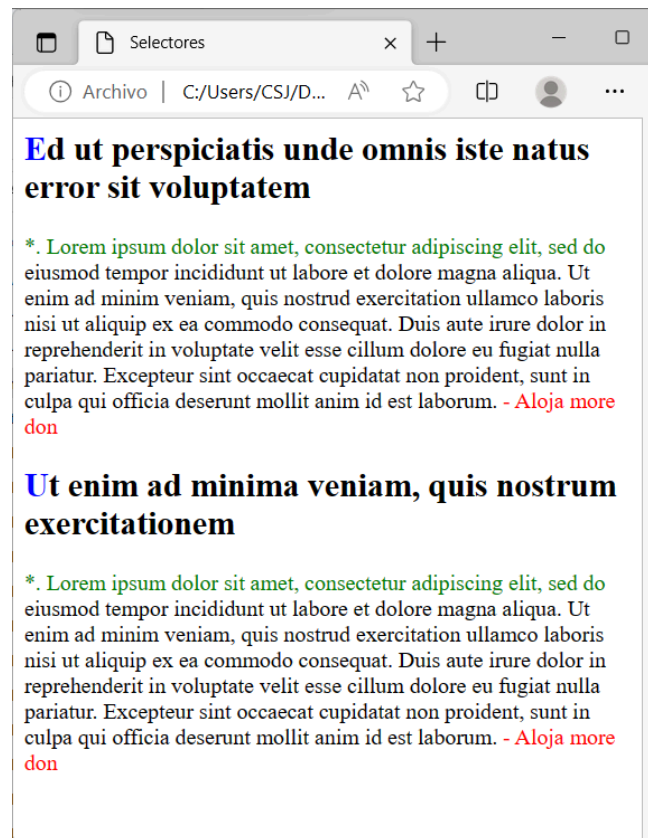 Selectores
Archivo | C:/Users/CSJ/D...
Ed ut perspiciatis unde omnis iste natus
error sit voluptatem
*. Lorem ipsum dolor sit amet, consectetur adipiscing elit, sed do
eiusmod tempor incididunt ut labore et dolore magna aliqua. Ut
enim ad minim veniam, quis nostrud exercitation ullamco laboris
nisi ut aliquip ex ea commodo consequat. Duis aute irure dolor in
reprehenderit in voluptate velit esse cillum dolore eu fugiat nulla
pariatur. Excepteur sint occaecat cupidatat non proident, sunt in
culpa qui officia deserunt mollit anim id est laborum. - Aloja more
don
Ut enim ad minima veniam, quis nostrum
exercitationem
*. Lorem ipsum dolor sit amet, consectetur adipiscing elit, sed do
eiusmod tempor incididunt ut labore et dolore magna aliqua. Ut
enim ad minim veniam, quis nostrud exercitation ullamco laboris
nisi ut aliquip ex ea commodo consequat. Duis aute irure dolor in
reprehenderit in voluptate velit esse cillum dolore eu fugiat nulla
pariatur. Excepteur sint occaecat cupidatat non proident, sunt in
culpa qui officia deserunt mollit anim id est laborum. - Aloja more
don